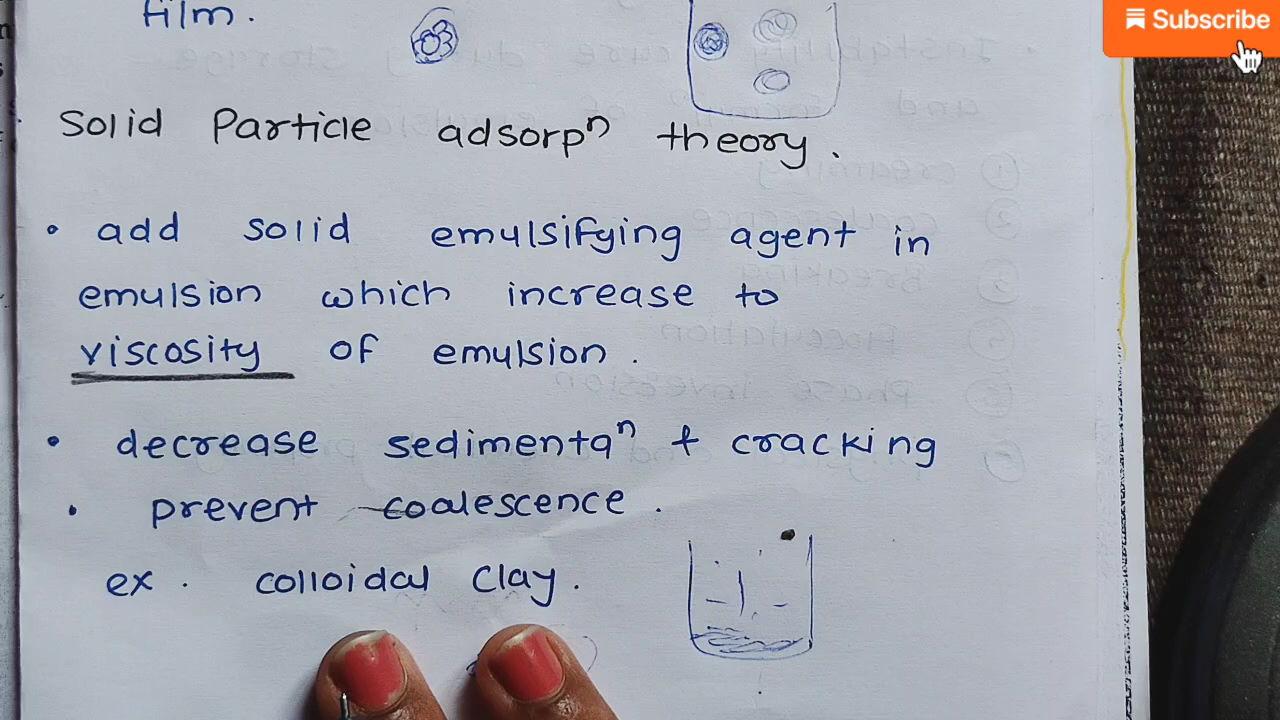 film.
Subscribe
Solid Particle adsorpⁿ theory.
• add solid emulsifying agent in
emulsion which increase to
viscosity of emulsion.
• decrease sedimentaⁿ + cracking
• prevent coalescence.
ex. colloidal clay.